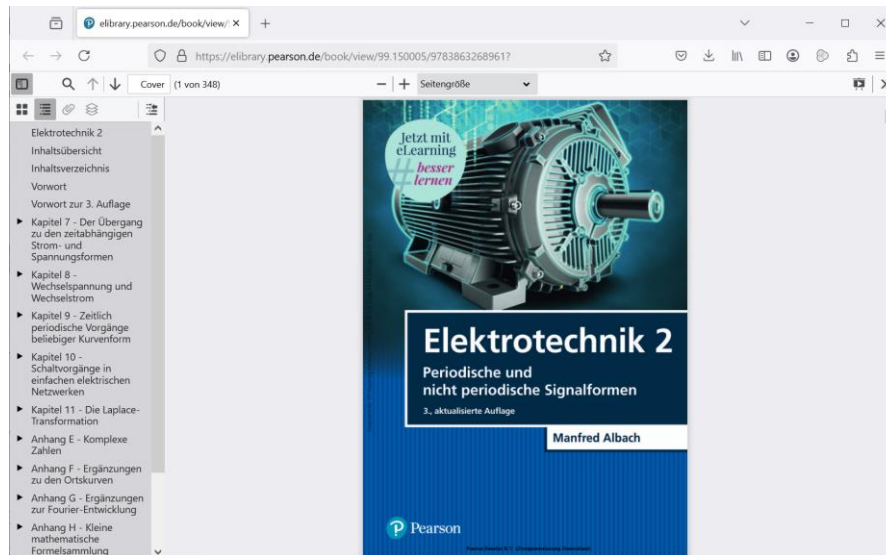 elibrary.pearson.de/book/view/
https://elibrary.pearson.de/book/view/99.150005/9783863268961?
Cover (1 von 348)
Seitengröße
Elektrotechnik 2
Inhaltsübersicht
Inhaltsverzeichnis
Vorwort
Vorwort zur 3. Auflage
Kapitel 7 - Der Übergang
zu den zeitabhängigen
Strom- und
Spannungsformen
Kapitel 8 -
Wechselspannung und
Wechselstrom
Kapitel 9 - Zeitlich
periodische Vorgänge
beliebiger Kurvenform
Kapitel 10 -
Schaltvorgänge in
einfachen elektrischen
Netzwerken
Kapitel 11 - Die Laplace-
Transformation
Anhang E - Komplexe
Zahlen
Anhang F - Ergänzungen
zu den Ortskurven
Anhang G - Ergänzungen
zur Fourier-Entwicklung
Anhang H - Kleine
mathematische
Formelsammlung
Jetzt mit
eLearning
# besser
lernen
Elektrotechnik 2
Periodische und
nicht periodische Signalformen
3., aktualisierte Auflage
Manfred Albach
P Pearson